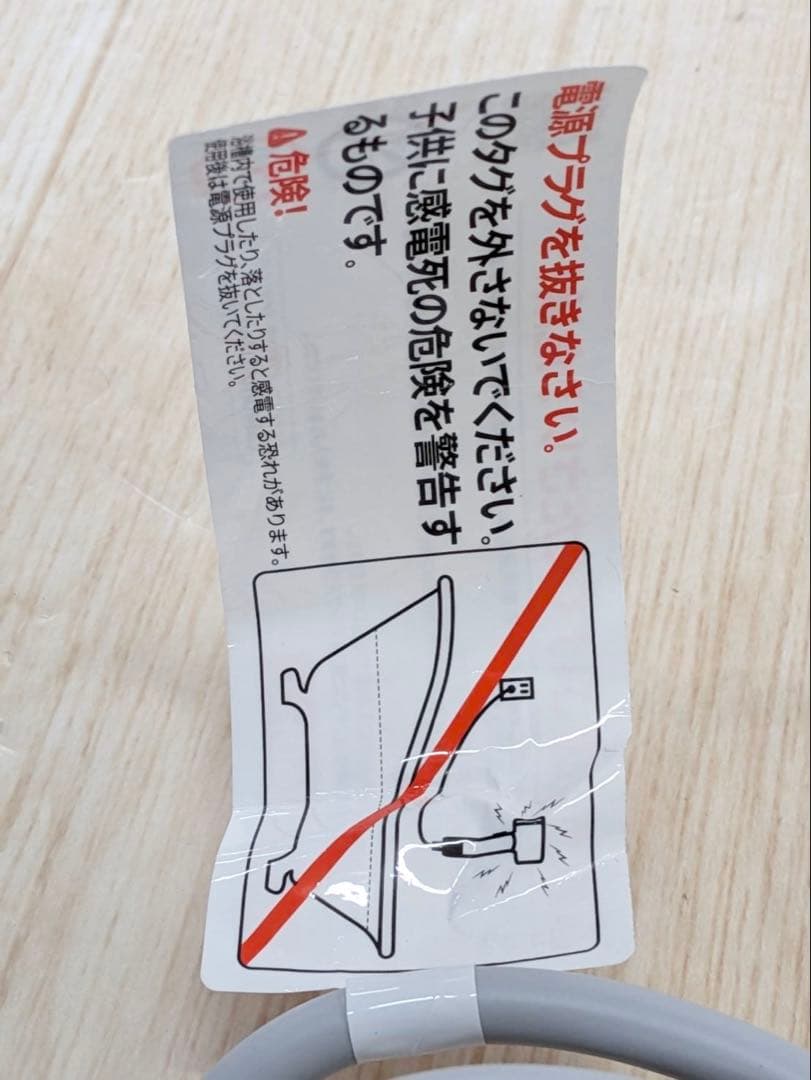 電源プラグを抜きなさい。
このタグを外さないでください。
子供に感電死の危険を警告す
るものです。
危険!
浴槽内で使用したり、落としたりすると感電する恐れがあります。
使用後は電源プラグを抜いてください。